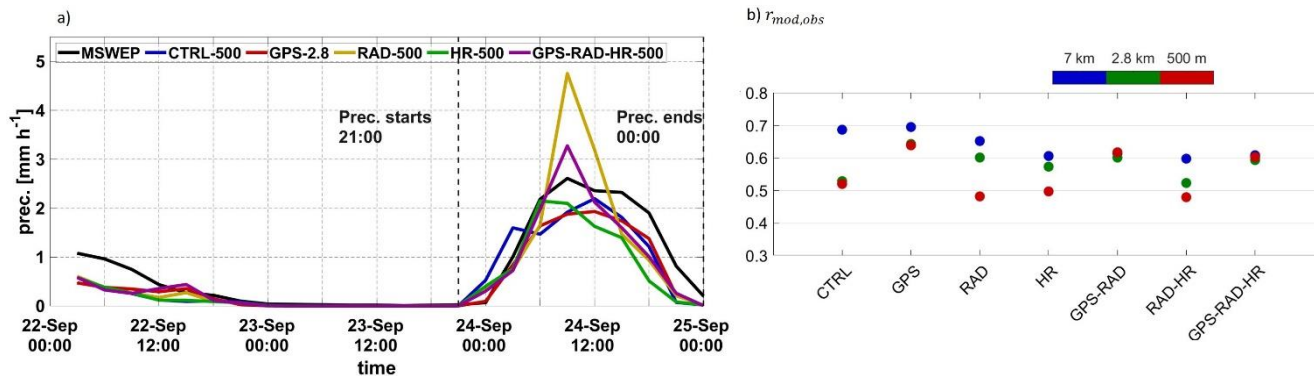 a)
MSWEP CTRL-500 GPS-2.8 RAD-500 HR-500 GPS-RAD-HR-500
prec. [mm h⁻¹]
5
4
3
2
1
0
Prec. starts
21:00
Prec. ends
00:00
22-Sep 22-Sep 23-Sep 23-Sep 24-Sep 24-Sep 25-Sep
00:00 12:00 00:00 12:00 00:00 12:00 00:00
time
b) r_mod,obs
7 km 2.8 km 500 m
0.8
0.7
0.6
0.5
0.4
0.3
CTRL GPS RAD HR GPS-RAD RAD-HR GPS-RAD-HR